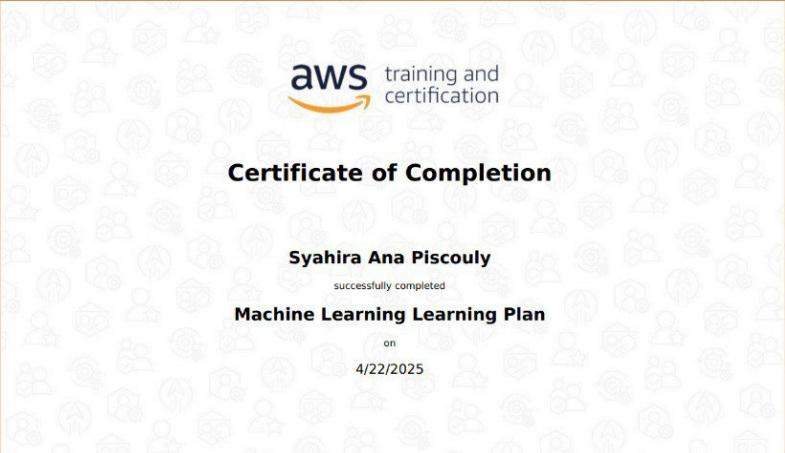 aws training and
certification
Certificate of Completion
Syahira Ana Piscouly
successfully completed
Machine Learning Learning Plan
on
4/22/2025